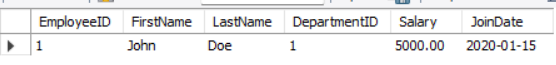 EmployeeID FirstName LastName DepartmentID Salary JoinDate
1 John Doe 1 5000.00 2020-01-15